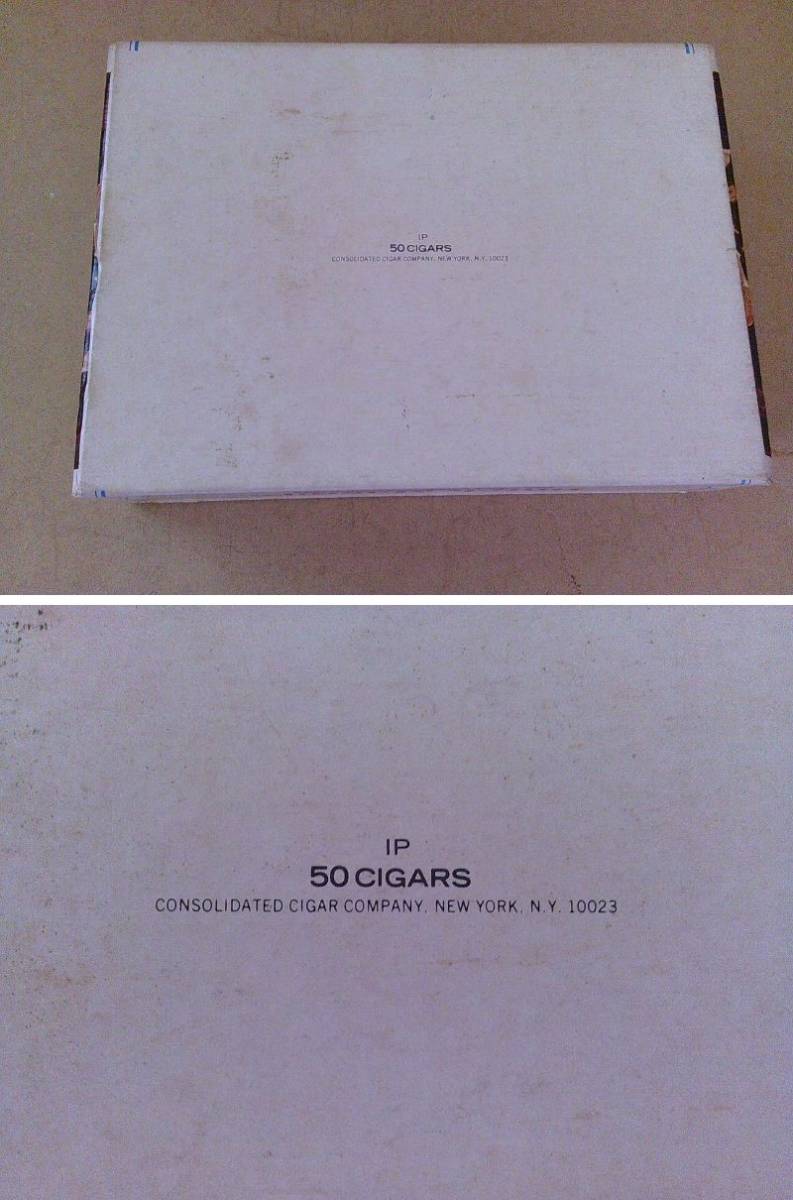 IP
50 CIGARS
CONSOLIDATED CIGAR COMPANY, NEW YORK, N.Y. 10023
IP
50 CIGARS
CONSOLIDATED CIGAR COMPANY, NEW YORK, N.Y. 10023